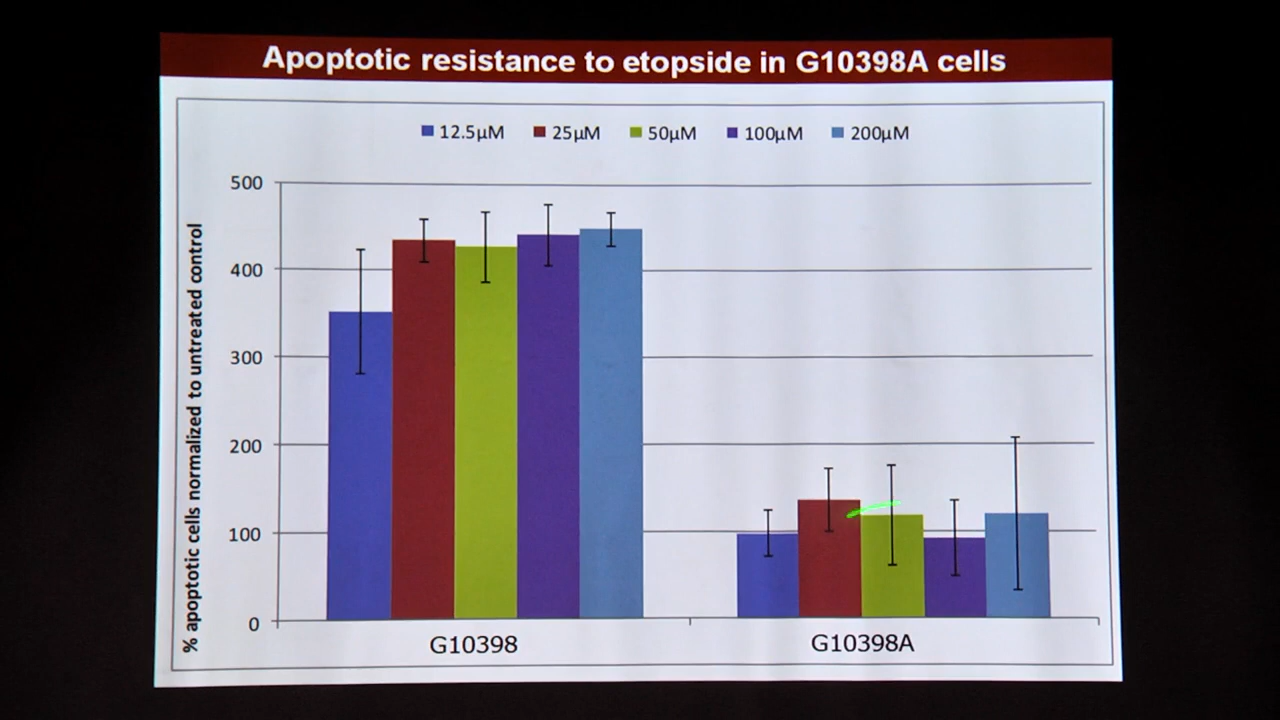 Apoptotic resistance to etopside in G10398A cells
12.5µM 25µM 50µM 100µM 200µM
% apoptotic cells normalized to untreated control
500
400
300
200
100
0
G10398 G10398A